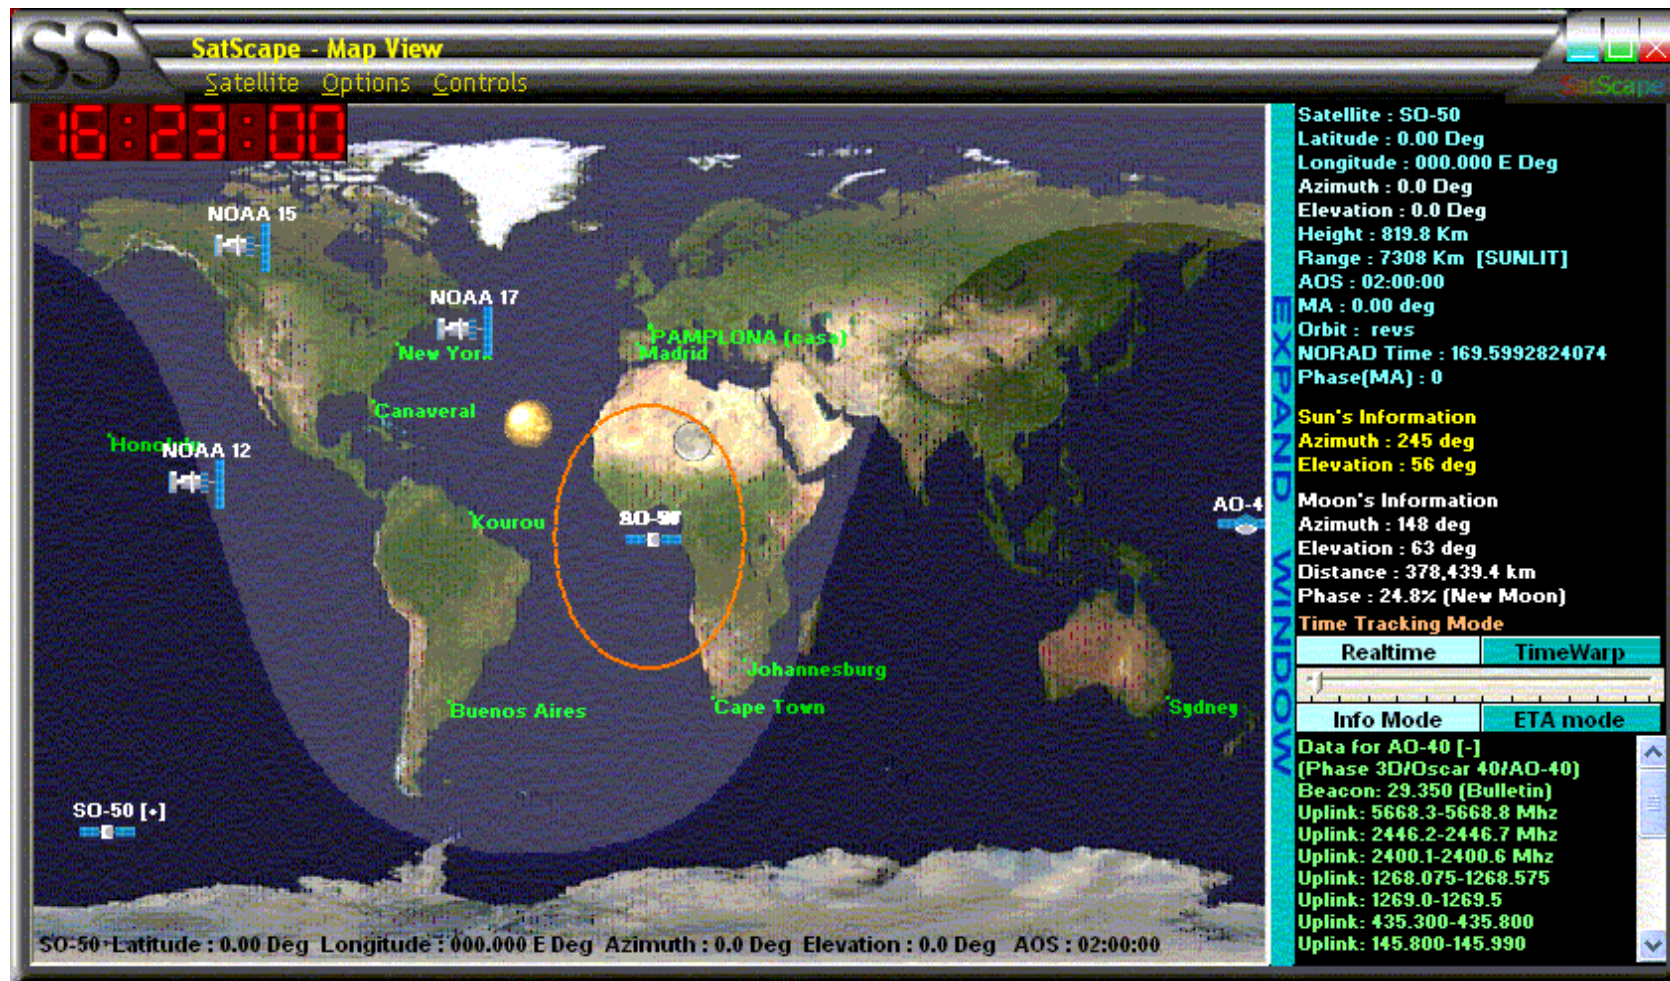 SS
SatScape - Map View
Satellite Options Controls
SatScape
16:23:00
NOAA 15
NOAA 17
PAMPLONA (casa)
New York
Madrid
Canaveral
Honolulu
NOAA 12
AO-4
Kourou
Johannesburg
Buenos Aires
Cape Town
Sydney
SO-50 [+]
SO-50 Latitude : 0.00 Deg Longitude : 000.000 E Deg Azimuth : 0.0 Deg Elevation : 0.0 Deg AOS : 02:00:00
EXPAND WINDOW
Satellite : SO-50
Latitude : 0.00 Deg
Longitude : 000.000 E Deg
Azimuth : 0.0 Deg
Elevation : 0.0 Deg
Height : 819.8 Km
Range : 7308 Km [SUNLIT]
AOS : 02:00:00
MA : 0.00 deg
Orbit : revs
NORAD Time : 169.5992824074
Phase(MA) : 0
Sun's Information
Azimuth : 245 deg
Elevation : 56 deg
Moon's Information
Azimuth : 148 deg
Elevation : 63 deg
Distance : 378,439.4 km
Phase : 24.8% (New Moon)
Time Tracking Mode
Realtime TimeWarp
Info Mode ETA mode
Data for AO-40 [-]
(Phase 3D/Oscar 40/AO-40)
Beacon: 29.350 (Bulletin)
Uplink: 5668.3-5668.8 Mhz
Uplink: 2446.2-2446.7 Mhz
Uplink: 2400.1-2400.6 Mhz
Uplink: 1268.075-1268.575
Uplink: 1269.0-1269.5
Uplink: 435.300-435.800
Uplink: 145.800-145.990